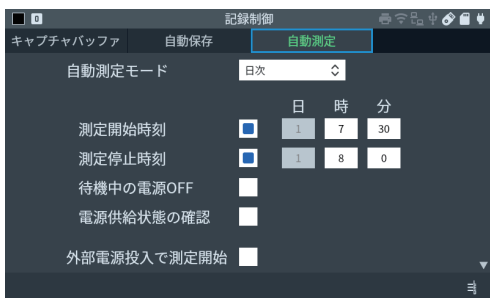 0 記録制御
キャプチャバッファ 自動保存 自動測定
自動測定モード 日次
日 時 分
測定開始時刻 1 7 30
測定停止時刻 1 8 0
待機中の電源OFF
電源供給状態の確認
外部電源投入で測定開始